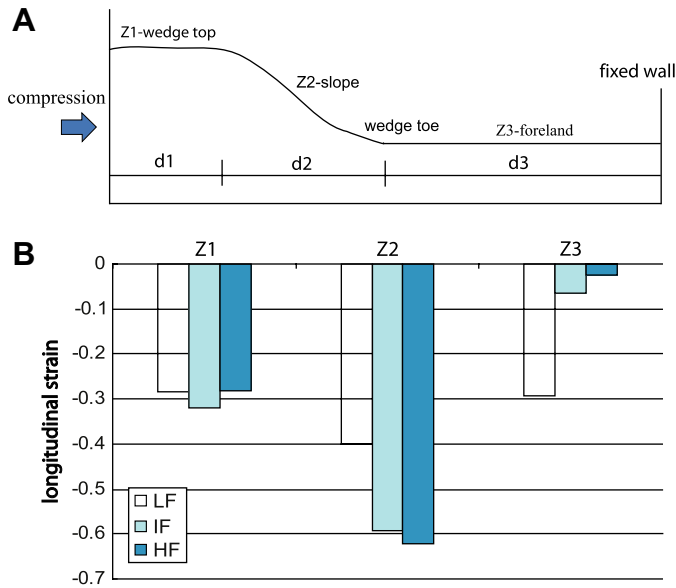 A
Z1-wedge top
Z2-slope
fixed wall
compression
wedge toe
Z3-foreland
d1
d2
d3
B
Z1
Z2
Z3
longitudinal strain
0
-0.1
-0.2
-0.3
-0.4
-0.5
-0.6
-0.7
LF
IF
HF